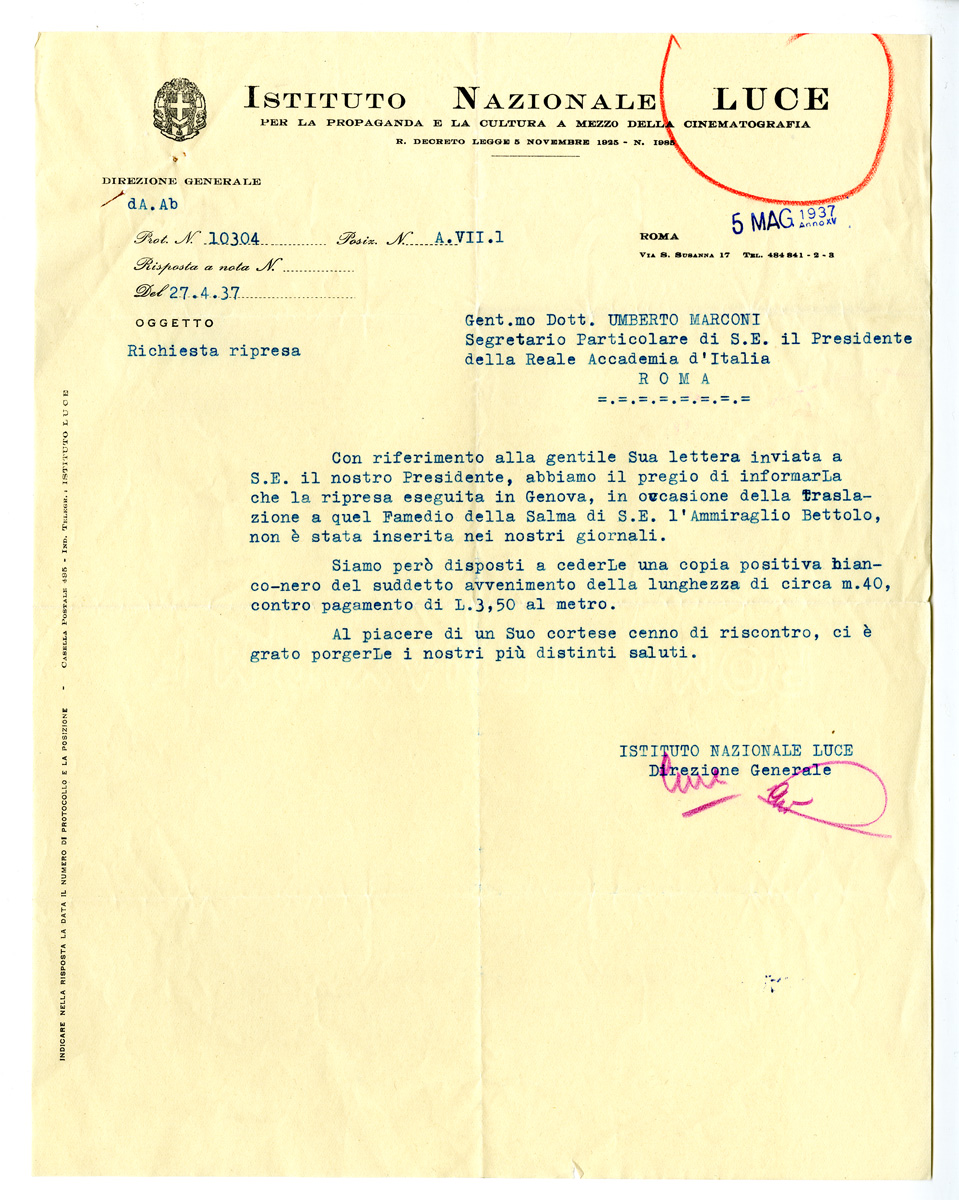 ISTITUTO NAZIONALE LUCE
PER LA PROPAGANDA E LA CULTURA A MEZZO DELLA CINEMATOGRAFIA
R. DECRETO LEGGE 5 NOVEMBRE 1925 - N. 1985
DIREZIONE GENERALE
dA.Ab
Prot. N. 10304 Posiz. N. A.VII.1
Risposta a nota N.
Del 27.4.37
OGGETTO
Richiesta ripresa
5 MAG 1937
Anno XV
ROMA
VIA S. SUSANNA 17 TEL. 484841-2-3
Gent.mo Dott. UMBERTO MARCONI
Segretario Particolare di S.E. il Presidente
della Reale Accademia d'Italia
R O M A
=.=.=.=.=.=.=.=
Con riferimento alla gentile Sua lettera inviata a
S.E. il nostro Presidente, abbiamo il pregio di informarLa
che la ripresa eseguita in Genova, in occasione della Trasla-
zione a quel Famedio della Salma di S.E. l'Ammiraglio Bettolo,
non è stata inserita nei nostri giornali.
Siamo però disposti a cederLe una copia positiva bian-
co-nero del suddetto avvenimento della lunghezza di circa m.40,
contro pagamento di L.3,50 al metro.
Al piacere di un Suo cortese cenno di riscontro, ci è
grato porgerLe i nostri più distinti saluti.
ISTITUTO NAZIONALE LUCE
Direzione Generale
INDICARE NELLA RISPOSTA LA DATA IL NUMERO DI PROTOCOLLO E LA POSIZIONE - CASELLA POSTALE 495 - IND. TELEGR.: ISTITUTO LUCE